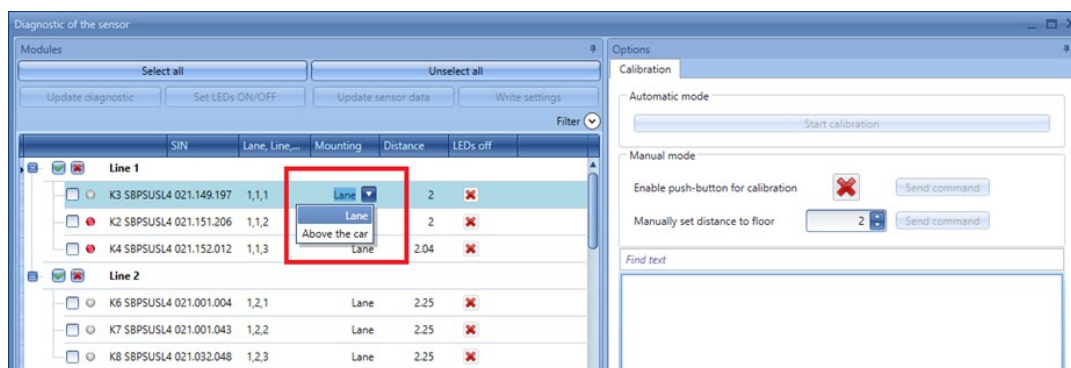 Diagnostic of the sensor
Modules
Select all
Unselect all
Update diagnostic
Set LEDs ON/OFF
Update sensor data
Write settings
Filter
SIN
Lane, Line,...
Mounting
Distance
LEDs off
Line 1
K3 SBPSUSL4 021.149.197 1,1,1 Lane 2
Lane
K2 SBPSUSL4 021.151.206 1,1,2 2
Above the car
K4 SBPSUSL4 021.152.012 1,1,3 Lane 2.04
Line 2
K6 SBPSUSL4 021.001.004 1,2,1 Lane 2.25
K7 SBPSUSL4 021.001.043 1,2,2 Lane 2.25
K8 SBPSUSL4 021.032.048 1,2,3 Lane 2.25
Options
Calibration
Automatic mode
Start calibration
Manual mode
Enable push-button for calibration
Send command
Manually set distance to floor 2
Send command
Find text